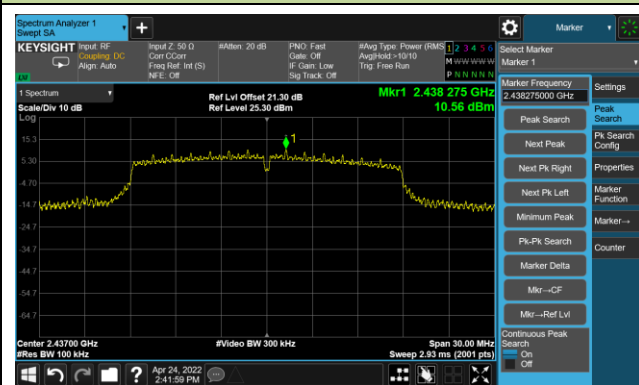 Spectrum Analyzer 1
Swept SA
Marker
KEYSIGHT
Input: RF
Coupling: DC
Align: Auto
Input Z: 50 Ω
Corr CCorr
Freq Ref: Int (S)
NFE: Off
#Atten: 20 dB
PNO: Fast
Gate: Off
IF Gain: Low
Sig Track: Off
#Avg Type: Power (RMS
Avg|Hold:>10/10
Trig: Free Run
1 2 3 4 5 6
M W W W W W
P N N N N N
Select Marker
Marker 1
LV
1 Spectrum
Scale/Div 10 dB
Log
Ref Lvl Offset 21.30 dB
Ref Level 25.30 dBm
Mkr1 2.438 275 GHz
10.56 dBm
1
15.3
5.30
-4.70
-14.7
-24.7
-34.7
-44.7
-54.7
-64.7
Center 2.43700 GHz
#Res BW 100 kHz
#Video BW 300 kHz
Span 30.00 MHz
Sweep 2.93 ms (2001 pts)
Marker Frequency
2.438275000 GHz
Peak Search
Next Peak
Next Pk Right
Next Pk Left
Minimum Peak
Pk-Pk Search
Marker Delta
Mkr→CF
Mkr→Ref Lvl
Continuous Peak
Search
On
Off
Settings
Peak
Search
Pk Search
Config
Properties
Marker
Function
Marker→
Counter
?
Apr 24, 2022
2:41:59 PM